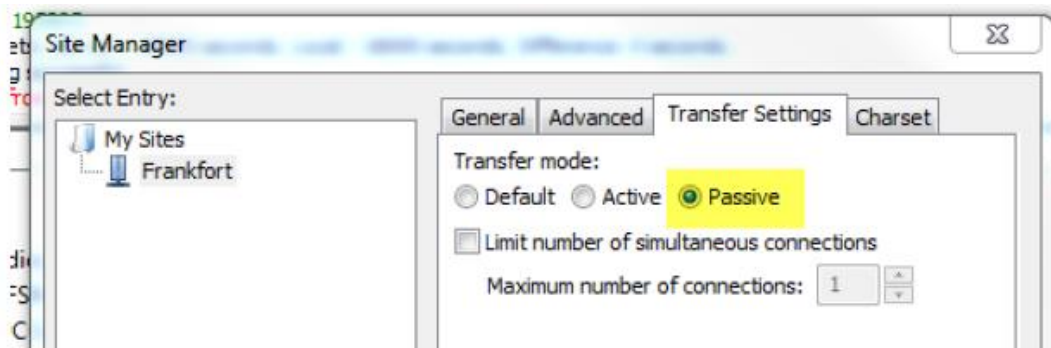 Site Manager
Select Entry:
My Sites
Frankfort
General Advanced Transfer Settings Charset
Transfer mode:
Default Active Passive
Limit number of simultaneous connections
Maximum number of connections: 1